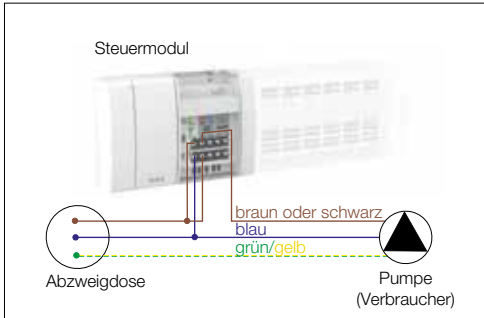 Steuermodul
braun oder schwarz
blau
grün/gelb
Abzweigdose
Pumpe
(Verbraucher)